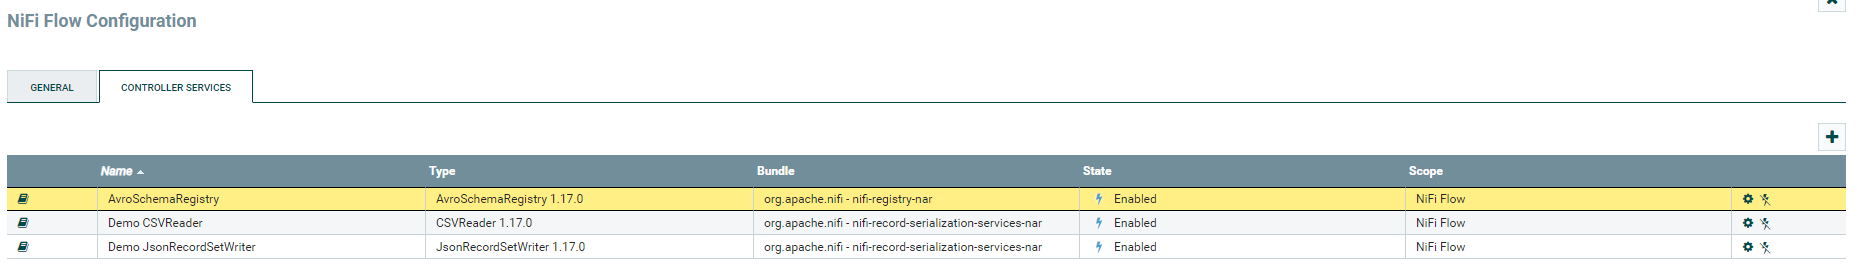 NiFi Flow Configuration
GENERAL
CONTROLLER SERVICES
Name Type Bundle State Scope
AvroSchemaRegistry AvroSchemaRegistry 1.17.0 org.apache.nifi - nifi-registry-nar Enabled NiFi Flow
Demo CSVReader CSVReader 1.17.0 org.apache.nifi - nifi-record-serialization-services-nar Enabled NiFi Flow
Demo JsonRecordSetWriter JsonRecordSetWriter 1.17.0 org.apache.nifi - nifi-record-serialization-services-nar Enabled NiFi Flow